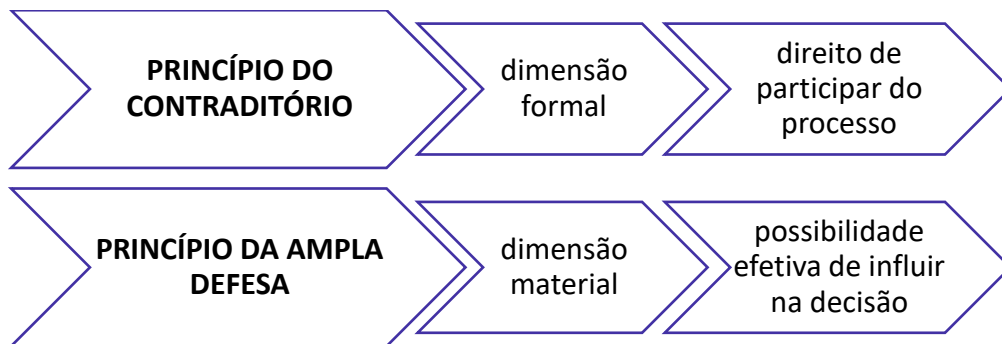 PRINCÍPIO DO
CONTRADITÓRIO
dimensão
formal
direito de
participar do
processo
PRINCÍPIO DA AMPLA
DEFESA
dimensão
material
possibilidade
efetiva de influir
na decisão